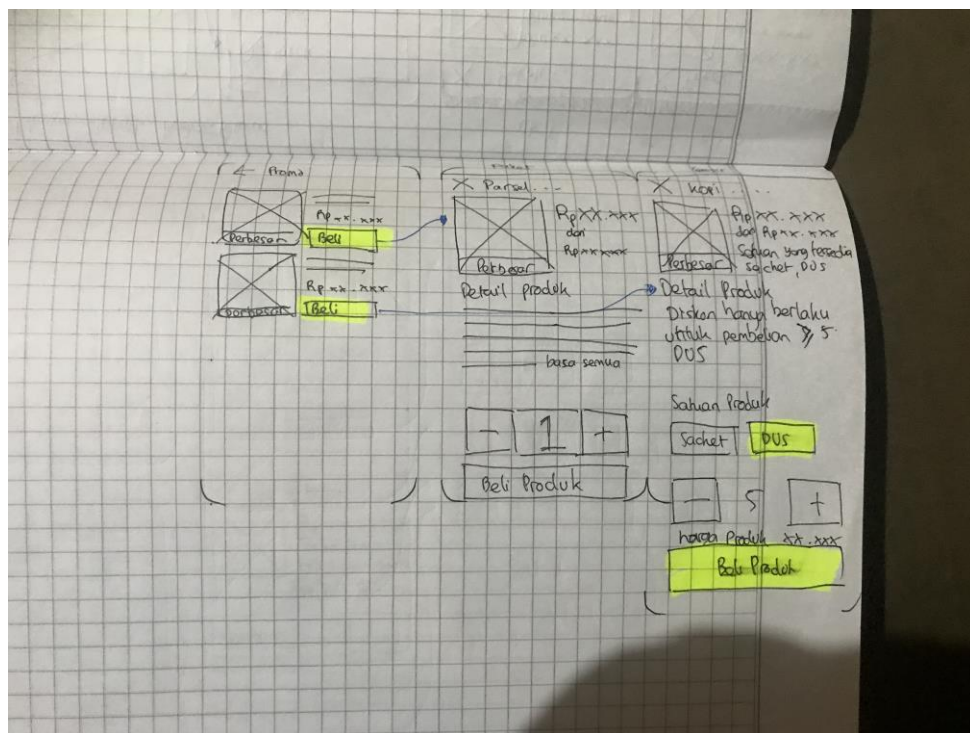 ← Promo
Rp xx.xxx
Perbesar
Beli
Rp.xx.xxx
perbesar
Beli
X Parsel...
Rp XX.xxx
dari
Rp xx xxxx
Perbesar
Detail produk
baca semua
- 1 +
Beli Produk
X Kopi....
Rp xx.xxx
dari Rp xx.xxx
Satuan yang tersedia
sachet, DUS
Perbesar
Detail Produk
Diskon hanya berlaku
untuk pembelian ≥ 5
DUS
Satuan Produk
Sachet DUS
- 5 +
harga Produk xx.xxx
Beli Produk